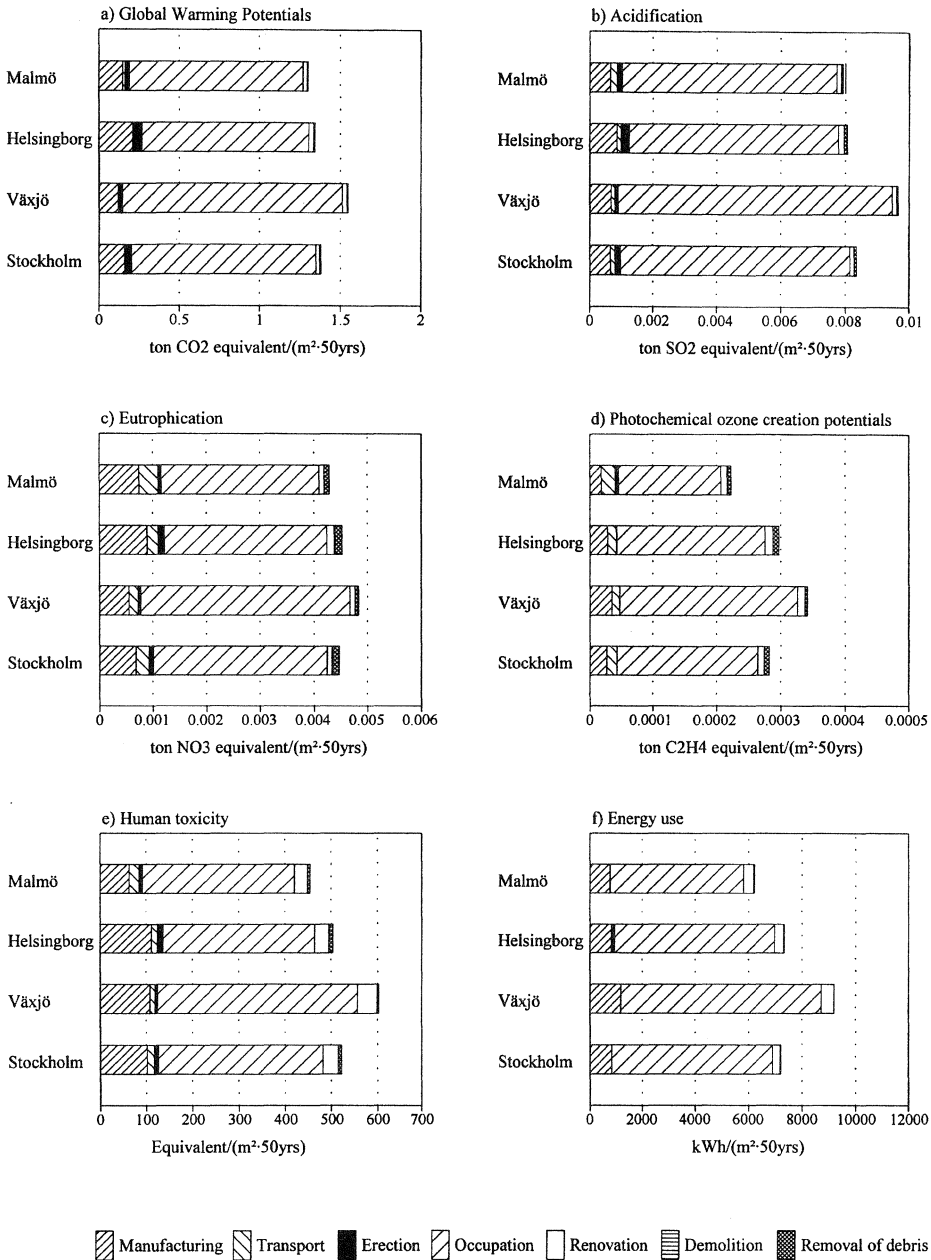 a) Global Warming Potentials
Malmö
Helsingborg
Växjö
Stockholm
0 0.5 1 1.5 2
ton CO2 equivalent/(m²·50yrs)
b) Acidification
Malmö
Helsingborg
Växjö
Stockholm
0 0.002 0.004 0.006 0.008 0.01
ton SO2 equivalent/(m²·50yrs)
c) Eutrophication
Malmö
Helsingborg
Växjö
Stockholm
0 0.001 0.002 0.003 0.004 0.005 0.006
ton NO3 equivalent/(m²·50yrs)
d) Photochemical ozone creation potentials
Malmö
Helsingborg
Växjö
Stockholm
0 0.0001 0.0002 0.0003 0.0004 0.0005
ton C2H4 equivalent/(m²·50yrs)
e) Human toxicity
Malmö
Helsingborg
Växjö
Stockholm
0 100 200 300 400 500 600 700
Equivalent/(m²·50yrs)
f) Energy use
Malmö
Helsingborg
Växjö
Stockholm
0 2000 4000 6000 8000 10000 12000
kWh/(m²·50yrs)
Manufacturing Transport Erection Occupation Renovation Demolition Removal of debris